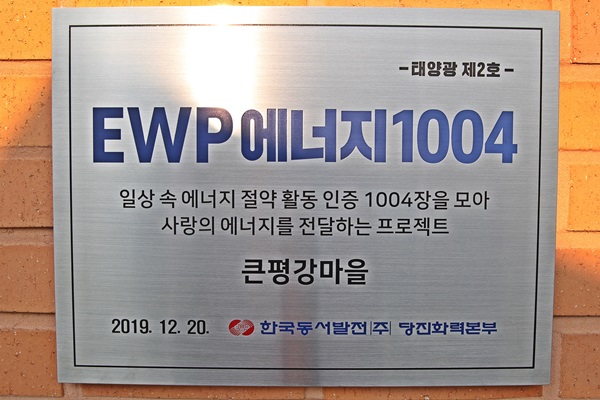 -태양광 제2호-
EWP에너지1004
일상 속 에너지 절약 활동 인증 1004장을 모아
사랑의 에너지를 전달하는 프로젝트
큰평강마을
2019. 12. 20. 한국동서발전(주) 당진화력본부